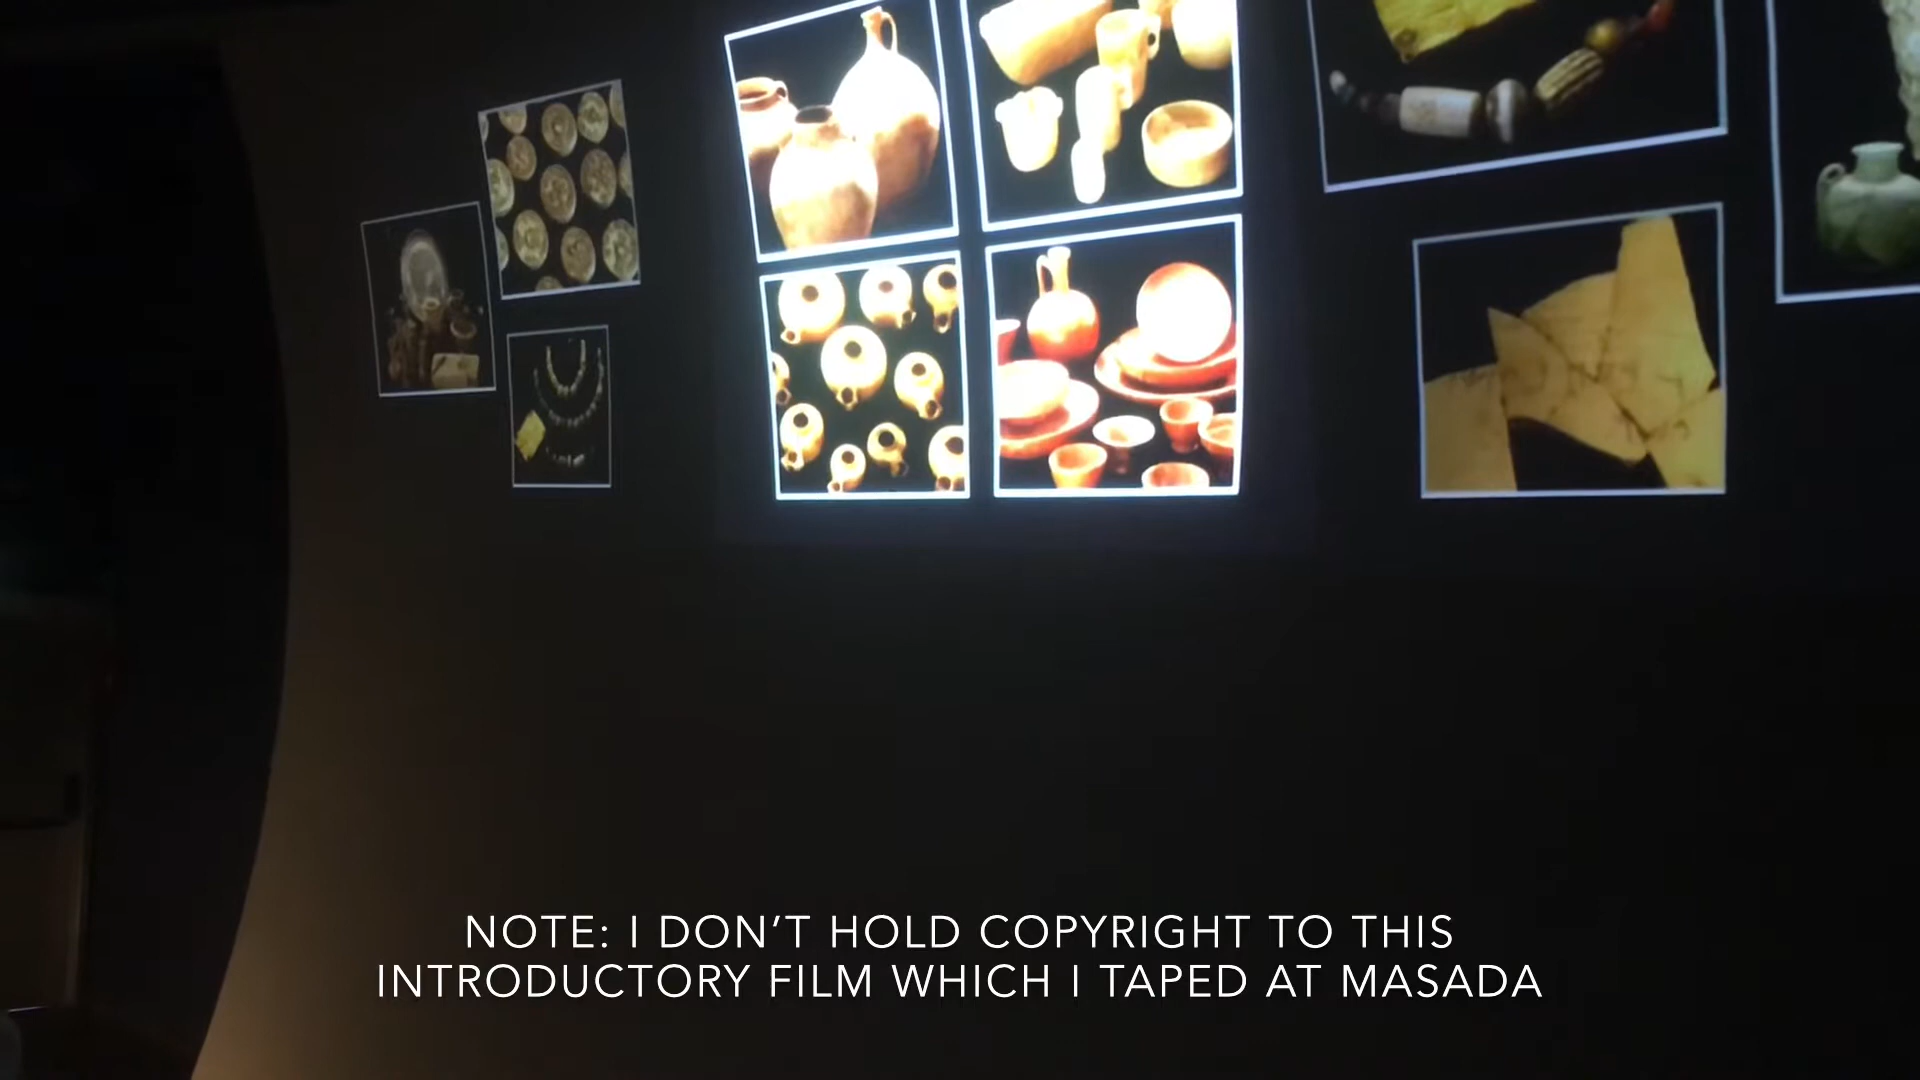 NOTE: I DON'T HOLD COPYRIGHT TO THIS
INTRODUCTORY FILM WHICH I TAPED AT MASADA